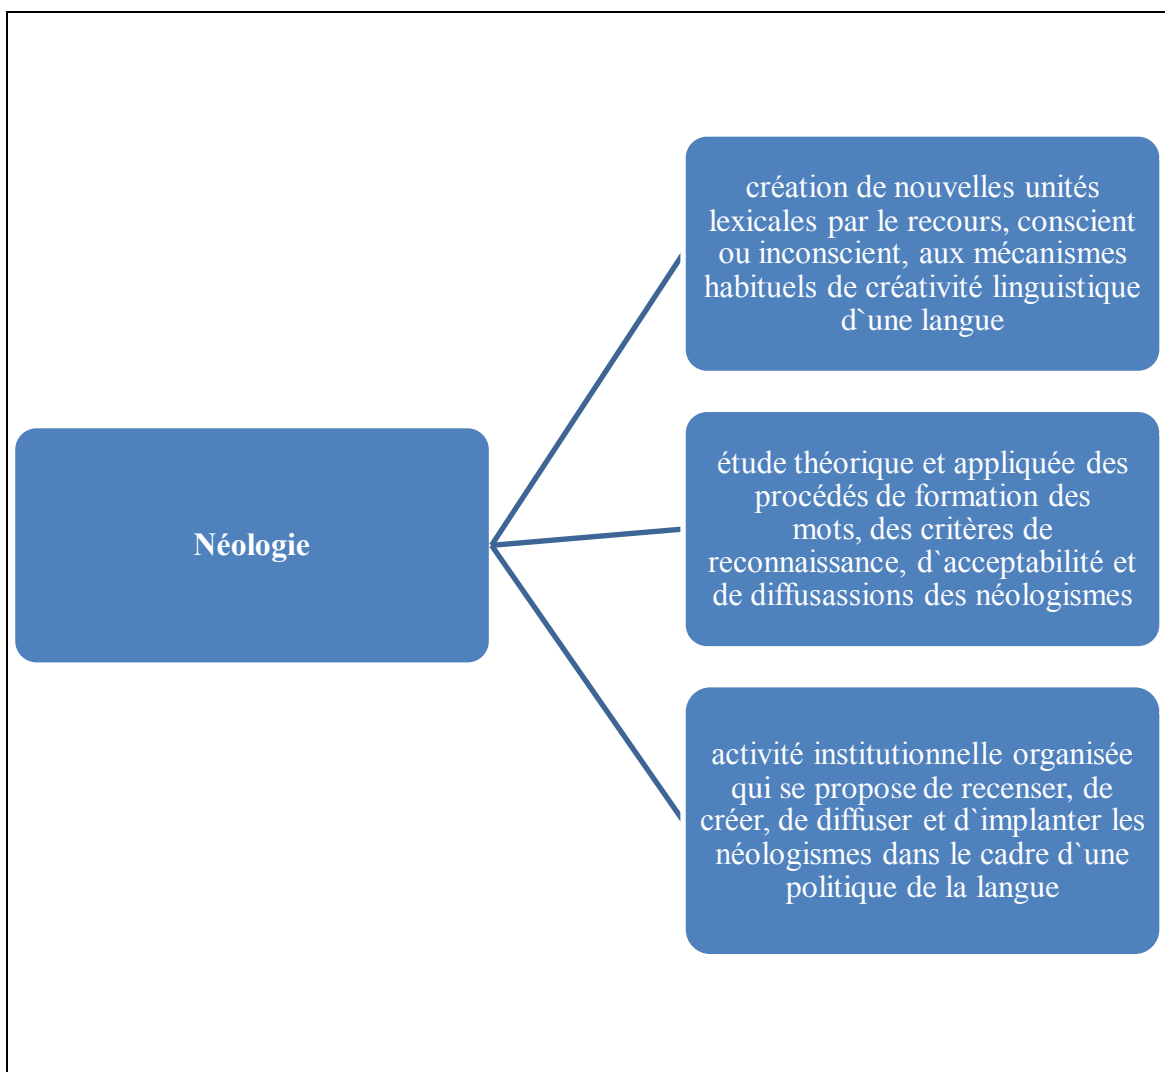 Néologie
création de nouvelles unités
lexicales par le recours, conscient
ou inconscient, aux mécanismes
habituels de créativité linguistique
d`une langue
étude théorique et appliquée des
procédés de formation des
mots, des critères de
reconnaissance, d`acceptabilité et
de diffusassions des néologismes
activité institutionnelle organisée
qui se propose de recenser, de
créer, de diffuser et d`implanter les
néologismes dans le cadre d`une
politique de la langue